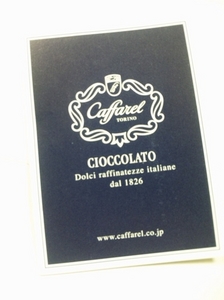 Caffarel
TORINO
CIOCCOLATO
Dolci raffinatezze italiane
dal 1826
www.caffarel.co.jp